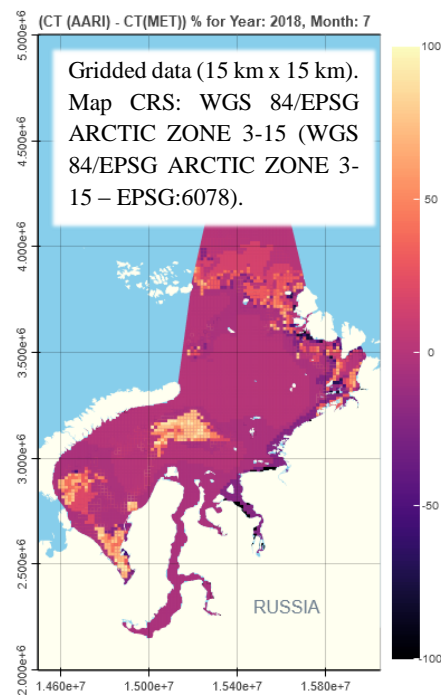 (CT (AARI) - CT(MET)) % for Year: 2018, Month: 7
Gridded data (15 km x 15 km).
Map CRS: WGS 84/EPSG
ARCTIC ZONE 3-15 (WGS
84/EPSG ARCTIC ZONE 3-
15 – EPSG:6078).
5.000e+6
4.500e+6
4.000e+6
3.500e+6
3.000e+6
2.500e+6
2.000e+6
1.460e+7
1.500e+7
1.540e+7
1.580e+7
RUSSIA
100
50
0
-50
-100